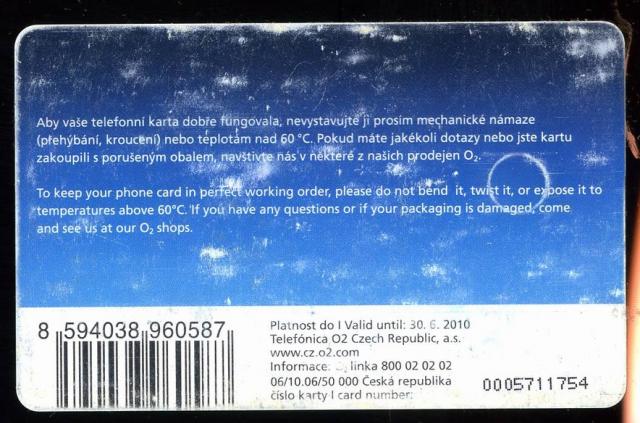 Aby vaše telefonní karta dobře fungovala, nevystavujte ji prosím mechanické námaze
(přehýbání, kroucení) nebo teplotám nad 60 °C. Pokud máte jakékoli dotazy nebo jste kartu
zakoupili s porušeným obalem, navštivte nás v některé z našich prodejen O₂.
To keep your phone card in perfect working order, please do not bend it, twist it, or expose it to
temperatures above 60°C. If you have any questions or if your packaging is damaged, come
and see us at our O₂ shops.
8 594038 960587
Platnost do I Valid until: 30. 6. 2010
Telefónica O2 Czech Republic, a.s.
www.cz.o2.com
Informace: linka 800 02 02 02
06/10.06/50 000 Česká republika
číslo karty I card number:
0005711754